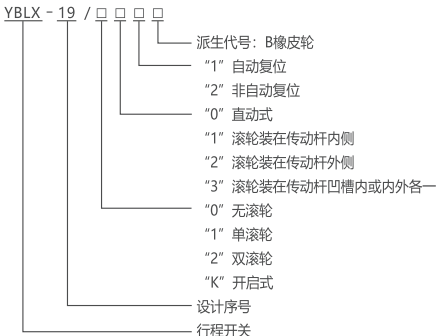 YBLX-19/□□□□
派生代号：B橡皮轮
“1”自动复位
“2”非自动复位
“0”直动式
“1”滚轮装在传动杆内侧
“2”滚轮装在传动杆外侧
“3”滚轮装在传动杆凹槽内或内外各一
“0”无滚轮
“1”单滚轮
“2”双滚轮
“K”开启式
设计序号
行程开关